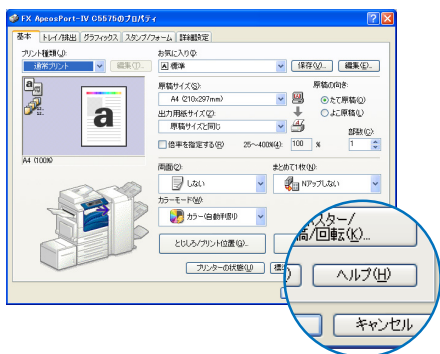 FX ApeosPort-IV C5575のプロパティ
基本 トレイ/排出 グラフィックス スタンプ/フォーム 詳細設定
プリント種類(J):
通常プリント 編集(T)...
お気に入り(O):
標準 保存(V)... 編集(E)...
原稿サイズ(S):
A4 (210x297mm)
原稿の向き:
たて原稿(Q)
よこ原稿(L)
出力用紙サイズ(Z):
原稿サイズと同じ
部数(C):
倍率を指定する(R) 25～400%(4): 100 % 1
a
A4 (100%)
両面(2):
しない
まとめて1枚(N):
Nアップしない
カラーモード(W):
カラー(自動判別)
とじしろ/プリント位置(G)...
プリンターの状態(U)
スター/
/回転(K)...
ヘルプ(H)
キャンセル